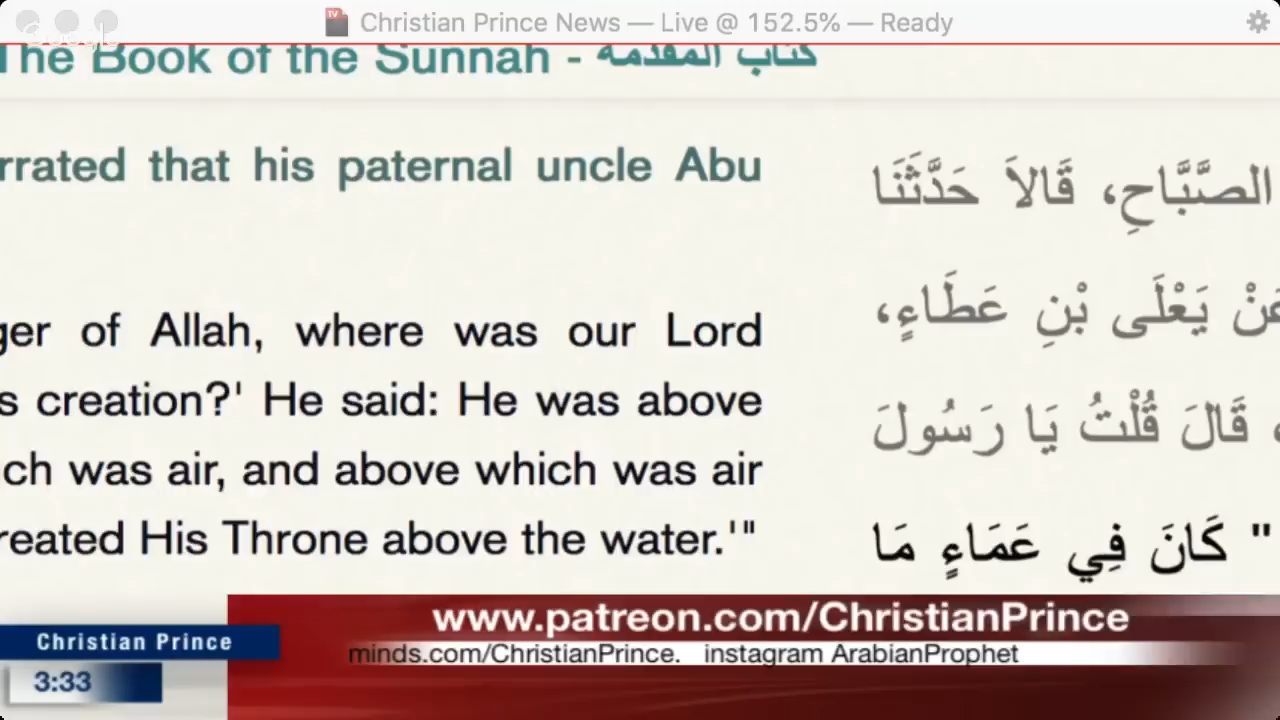 Christian Prince News — Live @ 152.5% — Ready
The Book of the Sunnah - كتاب المقدمة
rrated that his paternal uncle Abu
ger of Allah, where was our Lord
s creation?' He said: He was above
ch was air, and above which was air
reated His Throne above the water.'"
الصَّبَّاحِ، قَالاَ حَدَّثَنَا
عَنْ يَعْلَى بْنِ عَطَاءٍ،
قَالَ قُلْتُ يَا رَسُولَ
" كَانَ فِي عَمَاءٍ مَا
www.patreon.com/ChristianPrince
minds.com/ChristianPrince. instagram ArabianProphet
Christian Prince
3:33